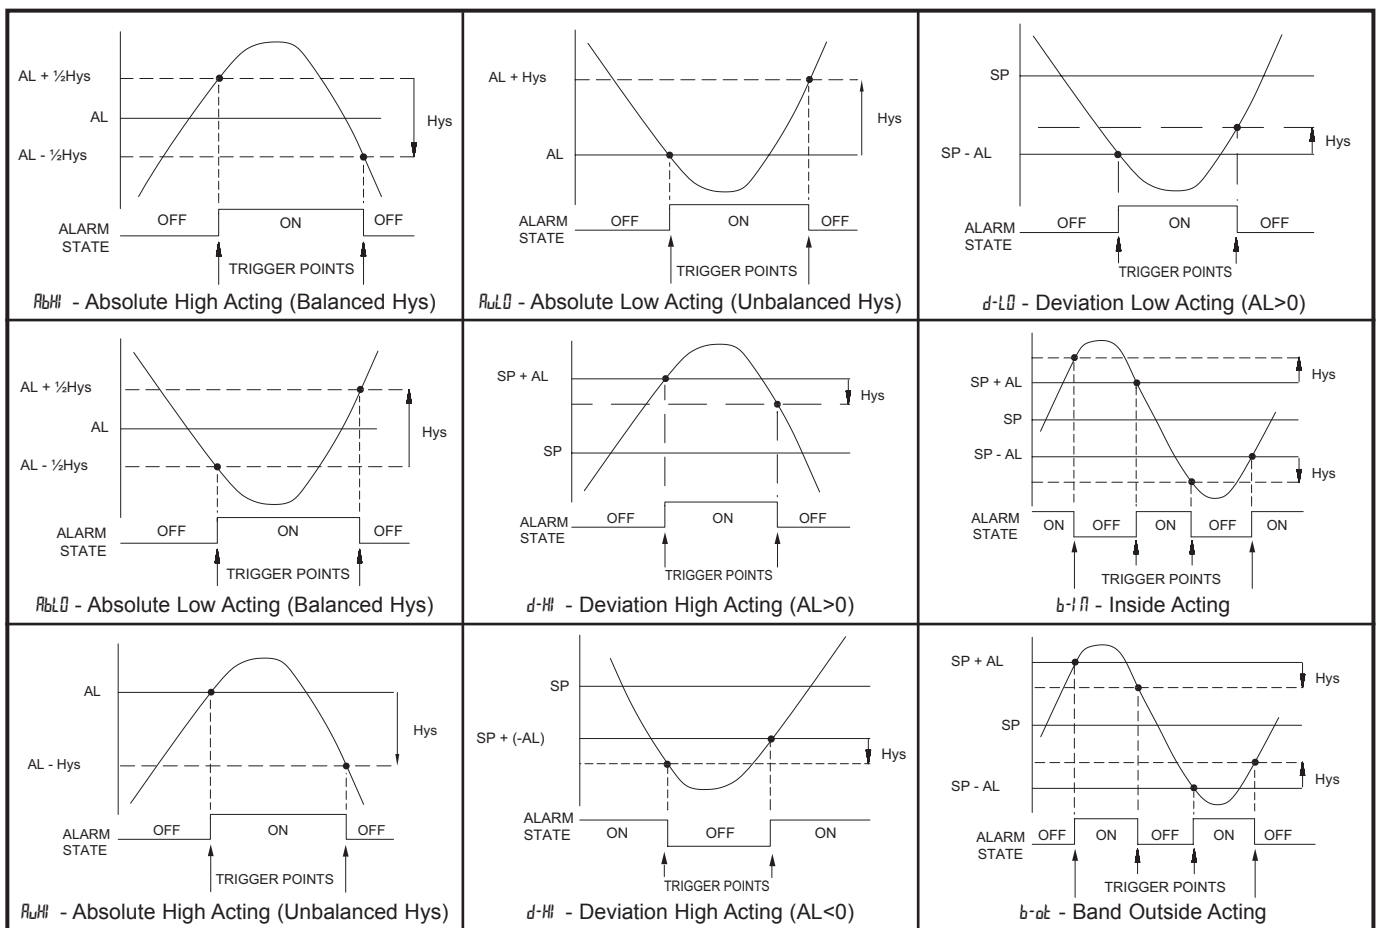 AL + ½Hys
AL
AL - ½Hys
Hys
OFF
ON
OFF
ALARM
STATE
TRIGGER POINTS
AbHI - Absolute High Acting (Balanced Hys)
AL + Hys
AL
Hys
OFF
ON
OFF
ALARM
STATE
TRIGGER POINTS
AuLO - Absolute Low Acting (Unbalanced Hys)
SP
SP - AL
Hys
OFF
ON
OFF
ALARM
STATE
TRIGGER POINTS
d-LO - Deviation Low Acting (AL>0)
AL + ½Hys
AL
AL - ½Hys
Hys
OFF
ON
OFF
ALARM
STATE
TRIGGER POINTS
AbLO - Absolute Low Acting (Balanced Hys)
SP + AL
Hys
SP
OFF
ON
OFF
ALARM
STATE
TRIGGER POINTS
d-HI - Deviation High Acting (AL>0)
Hys
SP + AL
SP
SP - AL
Hys
ALARM
STATE
ON
OFF
ON
OFF
ON
TRIGGER POINTS
b-IN - Inside Acting
AL
Hys
AL - Hys
OFF
ON
OFF
ALARM
STATE
TRIGGER POINTS
AuHI - Absolute High Acting (Unbalanced Hys)
SP
SP + (-AL)
Hys
ALARM
STATE
ON
OFF
ON
TRIGGER POINTS
d-HI - Deviation High Acting (AL<0)
SP + AL
Hys
SP
Hys
SP - AL
ALARM
STATE
OFF
ON
OFF
ON
OFF
TRIGGER POINTS
b-ot - Band Outside Acting